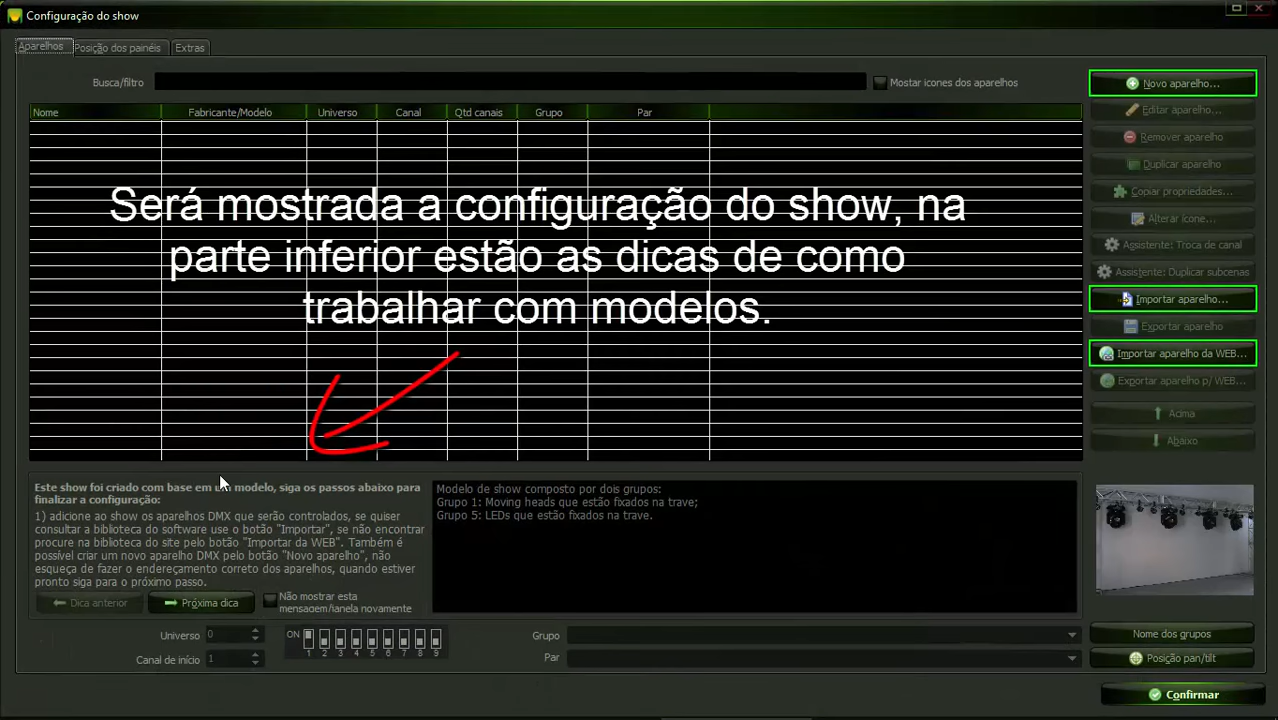 Configuração do show
Aparelhos
Posição dos painéis
Extras
Busca/filtro
Mostar icones dos aparelhos
Nome
Fabricante/Modelo
Universo
Canal
Qtd canais
Grupo
Par
Será mostrada a configuração do show, na
parte inferior estão as dicas de como
trabalhar com modelos.
Novo aparelho...
Editar aparelho...
Remover aparelho
Duplicar aparelho
Copiar propriedades...
Alterar ícone...
Assistente: Troca de canal
Assistente: Duplicar subcenas
Importar aparelho...
Exportar aparelho
Importar aparelho da WEB...
Exportar aparelho p/ WEB...
Acima
Abaixo
Este show foi criado com base em um modelo, siga os passos abaixo para
finalizar a configuração:
1) adicione ao show os aparelhos DMX que serão controlados, se quiser
consultar a biblioteca do software use o botão "Importar", se não encontrar
procure na biblioteca do site pelo botão "Importar da WEB". Também é
possível criar um novo aparelho DMX pelo botão "Novo aparelho", não
esqueça de fazer o endereçamento correto dos aparelhos, quando estiver
pronto siga para o próximo passo.
Dica anterior
Próxima dica
Não mostrar esta
mensagem/janela novamente
Modelo de show composto por dois grupos:
Grupo 1: Moving heads que estão fixados na trave;
Grupo 5: LEDs que estão fixados na trave.
Universo
0
Canal de início
1
ON
1 2 3 4 5 6 7 8 9
Grupo
Par
Nome dos grupos
Posição pan/tilt
Confirmar